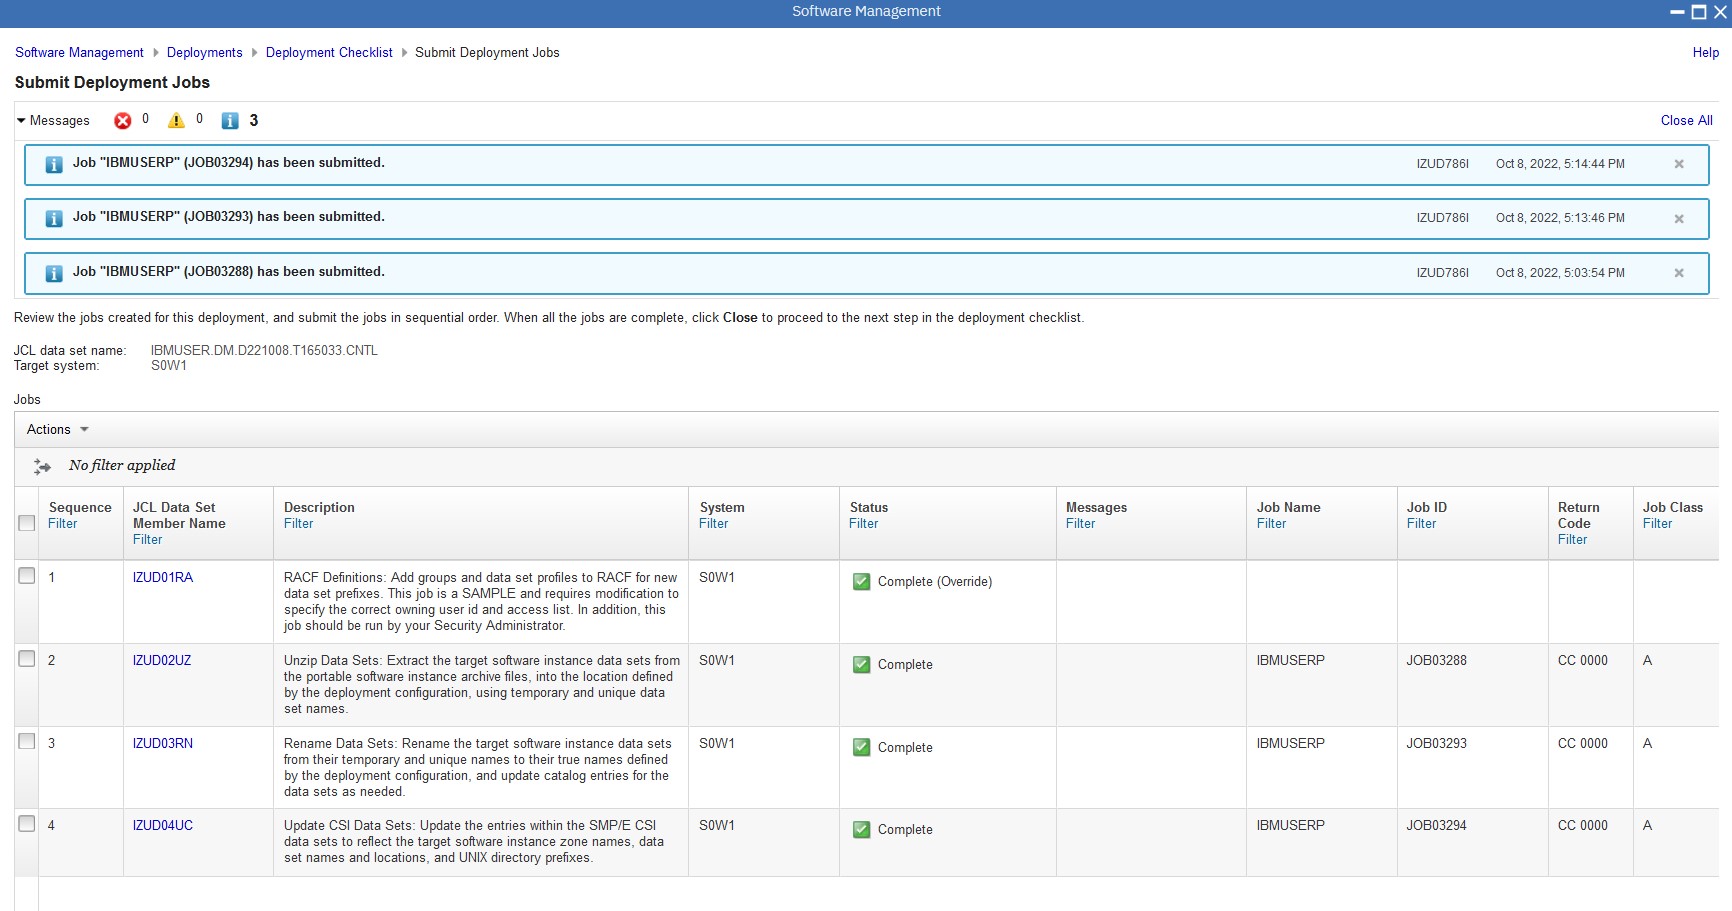 Software Management
Software Management Deployments Deployment Checklist Submit Deployment Jobs Help
Submit Deployment Jobs
Messages 0 0 3 Close All
Job "IBMUSERP" (JOB03294) has been submitted. IZUD786I Oct 8, 2022, 5:14:44 PM
Job "IBMUSERP" (JOB03293) has been submitted. IZUD786I Oct 8, 2022, 5:13:46 PM
Job "IBMUSERP" (JOB03288) has been submitted. IZUD786I Oct 8, 2022, 5:03:54 PM
Review the jobs created for this deployment, and submit the jobs in sequential order. When all the jobs are complete, click Close to proceed to the next step in the deployment checklist.
JCL data set name: IBMUSER.DM.D221008.T165033.CNTL
Target system: S0W1
Jobs
Actions
No filter applied
Sequence
Filter
JCL Data Set
Member Name
Filter
Description
Filter
System
Filter
Status
Filter
Messages
Filter
Job Name
Filter
Job ID
Filter
Return
Code
Filter
Job Class
Filter
1
IZUD01RA
RACF Definitions: Add groups and data set profiles to RACF for new
data set prefixes. This job is a SAMPLE and requires modification to
specify the correct owning user id and access list. In addition, this
job should be run by your Security Administrator.
S0W1
Complete (Override)
2
IZUD02UZ
Unzip Data Sets: Extract the target software instance data sets from
the portable software instance archive files, into the location defined
by the deployment configuration, using temporary and unique data
set names.
S0W1
Complete
IBMUSERP
JOB03288
CC 0000
A
3
IZUD03RN
Rename Data Sets: Rename the target software instance data sets
from their temporary and unique names to their true names defined
by the deployment configuration, and update catalog entries for the
data sets as needed.
S0W1
Complete
IBMUSERP
JOB03293
CC 0000
A
4
IZUD04UC
Update CSI Data Sets: Update the entries within the SMP/E CSI
data sets to reflect the target software instance zone names, data
set names and locations, and UNIX directory prefixes.
S0W1
Complete
IBMUSERP
JOB03294
CC 0000
A